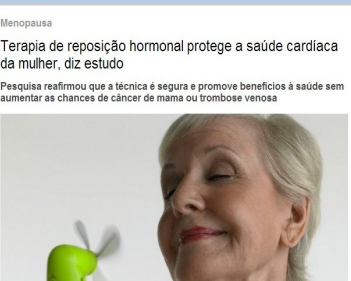 Menopausa
Terapia de reposição hormonal protege a saúde cardíaca
da mulher, diz estudo
Pesquisa reafirmou que a técnica é segura e promove beneficios à saúde sem
aumentar as chances de câncer de mama ou trombose venosa